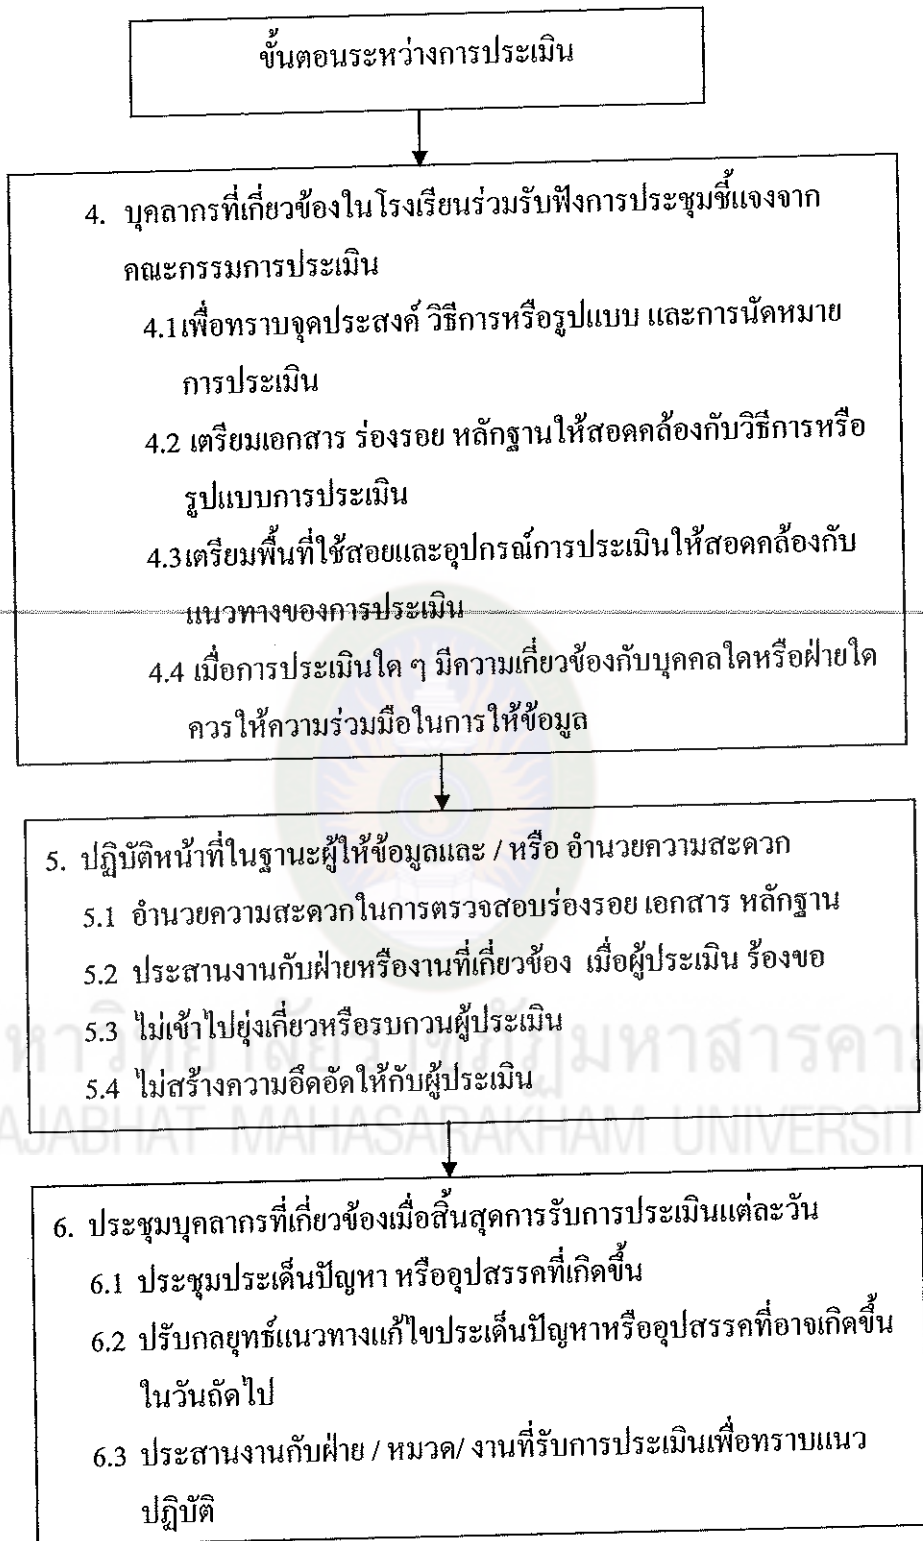 ขั้นตอนระหว่างการประเมิน
4. บุคลากรที่เกี่ยวข้องในโรงเรียนร่วมรับฟังการประชุมชี้แจงจาก
คณะกรรมการประเมิน
4.1เพื่อทราบจุดประสงค์ วิธีการหรือรูปแบบ และการนัดหมาย
การประเมิน
4.2 เตรียมเอกสาร ร่องรอย หลักฐานให้สอดคล้องกับวิธีการหรือ
รูปแบบการประเมิน
4.3เตรียมพื้นที่ใช้สอยและอุปกรณ์การประเมินให้สอดคล้องกับ
แนวทางของการประเมิน
4.4 เมื่อการประเมินใด ๆ มีความเกี่ยวข้องกับบุคคลใดหรือฝ่ายใด
ควรให้ความร่วมมือในการให้ข้อมูล
5. ปฏิบัติหน้าที่ในฐานะผู้ให้ข้อมูลและ / หรือ อำนวยความสะดวก
5.1 อำนวยความสะดวกในการตรวจสอบร่องรอย เอกสาร หลักฐาน
5.2 ประสานงานกับฝ่ายหรืองานที่เกี่ยวข้อง เมื่อผู้ประเมิน ร้องขอ
5.3 ไม่เข้าไปยุ่งเกี่ยวหรือรบกวนผู้ประเมิน
หาวิทยาลัยราชภัฏมหาสารคาม
5.4 ไม่สร้างความอึดอัดให้กับผู้ประเมิน
AJABHAT MAHASARAKHAM UNIVERSIT
6. ประชุมบุคลากรที่เกี่ยวข้องเมื่อสิ้นสุดการรับการประเมินแต่ละวัน
6.1 ประชุมประเด็นปัญหา หรืออุปสรรคที่เกิดขึ้น
6.2 ปรับกลยุทธ์แนวทางแก้ไขประเด็นปัญหาหรืออุปสรรคที่อาจเกิดขึ้น
ในวันถัดไป
6.3 ประสานงานกับฝ่าย / หมวด/ งานที่รับการประเมินเพื่อทราบแนว
ปฏิบัติ